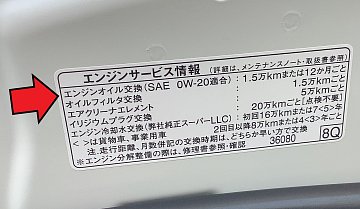 エンジンサービス情報 (詳細は、メンテナンスノート・取扱書参照)
エンジンオイル交換(SAE 0W-20適合) : 1.5万kmまたは12か月ごと
オイルフィルタ交換 : 1.5万kmごと
エアクリーナエレメント : 5万kmごと
イリジウムプラグ交換 : 20万kmごと[点検不要]
エンジン冷却水交換(弊社純正スーパーLLC) : 初回16万kmまたは7<5>年
2回目以降8万kmまたは4<3>年ごと
< >は貨物車、事業用車
注.走行距離、月数併記の交換時期は、どちらか早い方で交換
※エンジン分解整備の際は、修理書参照・確認 36080 8Q